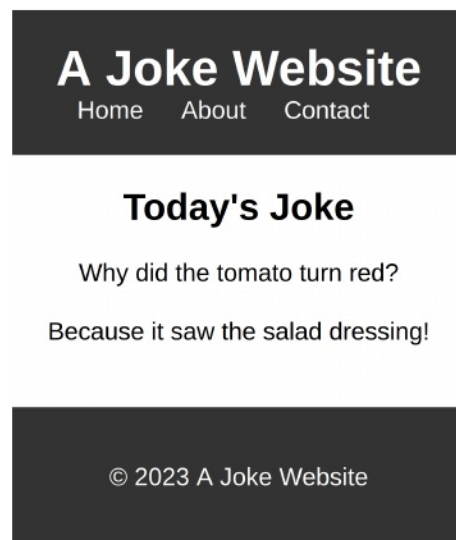 A Joke Website
Home About Contact
Today's Joke
Why did the tomato turn red?
Because it saw the salad dressing!
© 2023 A Joke Website